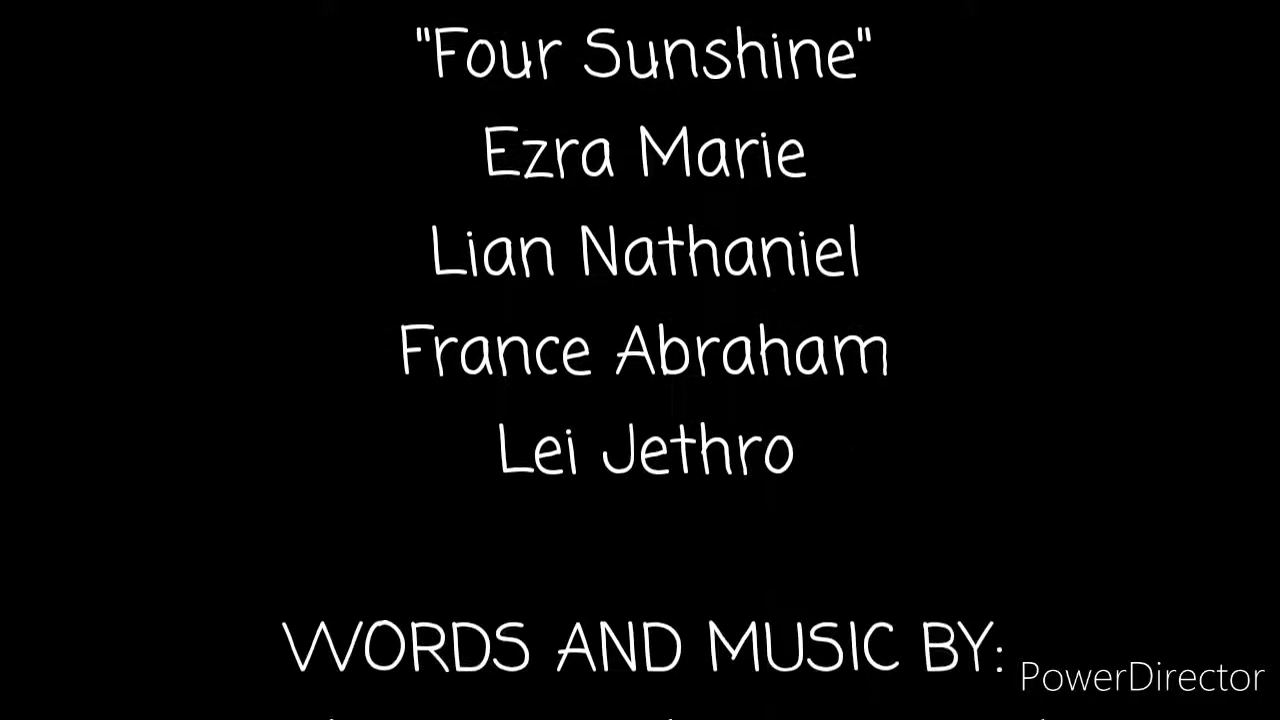 "Four Sunshine"
Ezra Marie
Lian Nathaniel
France Abraham
Lei Jethro
WORDS AND MUSIC BY:
PowerDirector